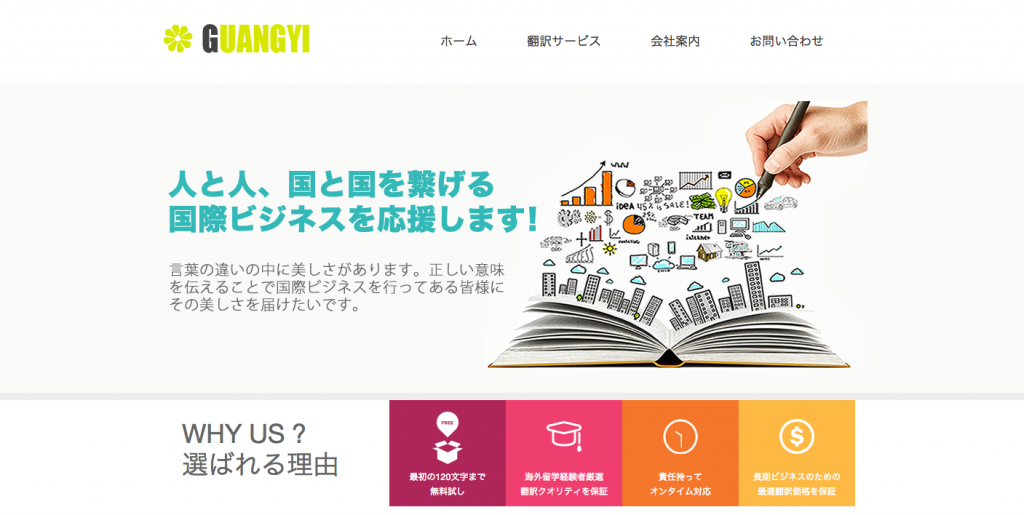 GUANGYI
ホーム
翻訳サービス
会社案内
お問い合わせ
人と人、国と国を繋げる
国際ビジネスを応援します!
言葉の違いの中に美しさがあります。正しい意味
を伝えることで国際ビジネスを行ってある皆様に
その美しさを届けたいです。
iDEA 45% is SALE!
TEAM
internet
MARKETING
WHY US ?
選ばれる理由
FREE
最初の120文字まで
無料試し
海外留学経験者厳選
翻訳クオリティを保証
責任持って
オンタイム対応
$
長期ビジネスのための
最適翻訳価格を保証